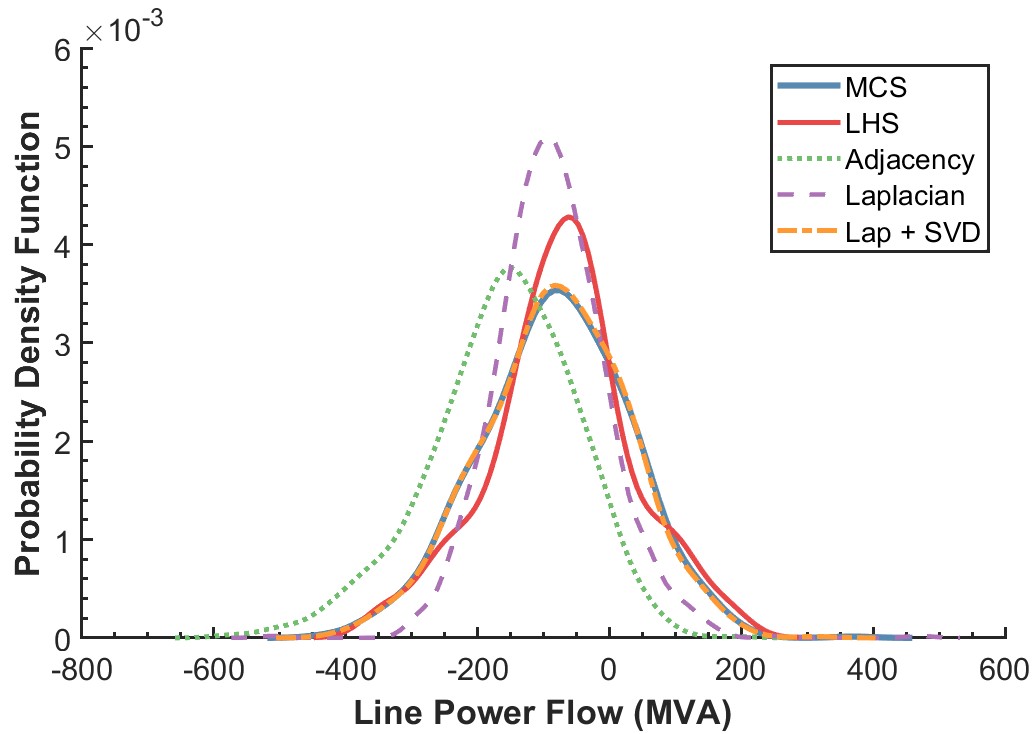 ×10-3
6
5
4
3
2
1
0
Probability Density Function
-800
-600
-400
-200
0
200
400
600
Line Power Flow (MVA)
MCS
LHS
Adjacency
Laplacian
Lap + SVD